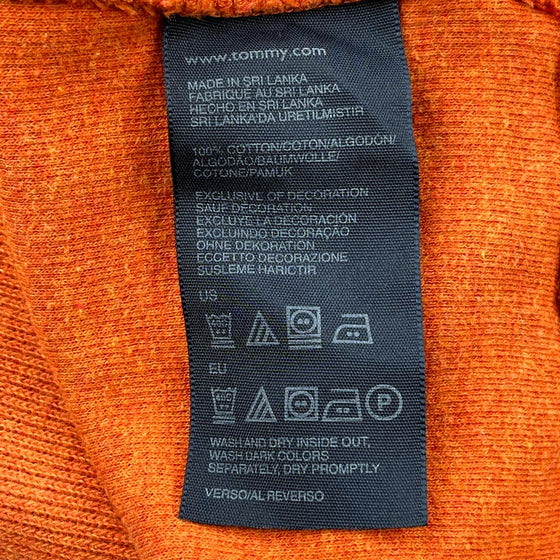 www.tommy.com
MADE IN SRI LANKA
FABRIQUE AU SRI LANKA
HECHO EN SRI LANKA
SRI LANKA'DA URETILMISTIR
100% COTTON/COTON/ALGODÓN/
ALGODÃO/BAUMWOLLE/
COTONE/PAMUK
EXCLUSIVE OF DECORATION
SAUF DECORATION
EXCLUYE LA DECORACIÓN
EXCLUINDO DECORAÇÃO
OHNE DEKORATION
ECCETTO DECORAZIONE
SUSLEME HARICTIR
US
EU
WASH AND DRY INSIDE OUT,
WASH DARK COLORS
SEPARATELY, DRY PROMPTLY
VERSO/AL REVERSO